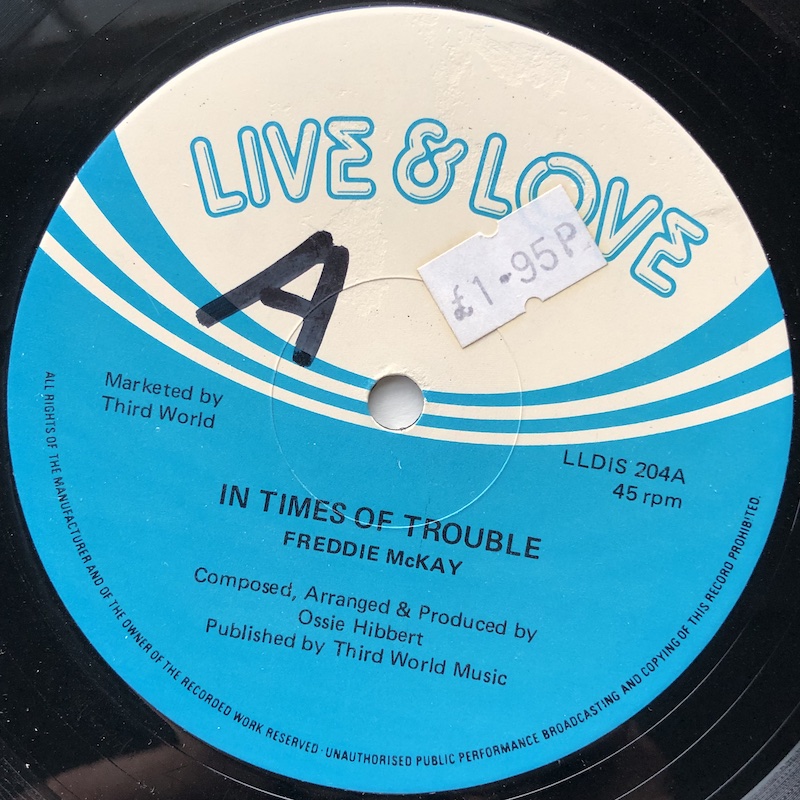 LIVE & LOVE
£1.95P
A
Marketed by
Third World
LLDIS 204A
45 rpm
IN TIMES OF TROUBLE
FREDDIE McKAY
Composed, Arranged & Produced by
Ossie Hibbert
Published by Third World Music
ALL RIGHTS OF THE MANUFACTURER AND OF THE OWNER OF THE RECORDED WORK RESERVED · UNAUTHORISED PUBLIC PERFORMANCE BROADCASTING AND COPYING OF THIS RECORD PROHIBITED.